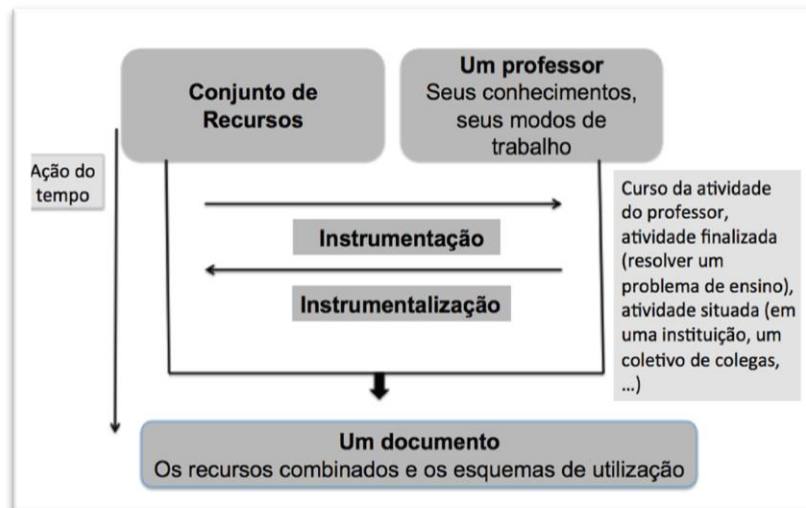 Conjunto de
Recursos
Um professor
Seus conhecimentos,
seus modos de
trabalho
Ação do
tempo
Instrumentação
Instrumentalização
Curso da atividade
do professor,
atividade finalizada
(resolver um
problema de ensino),
atividade situada (em
uma instituição, um
coletivo de colegas,
...)
Um documento
Os recursos combinados e os esquemas de utilização